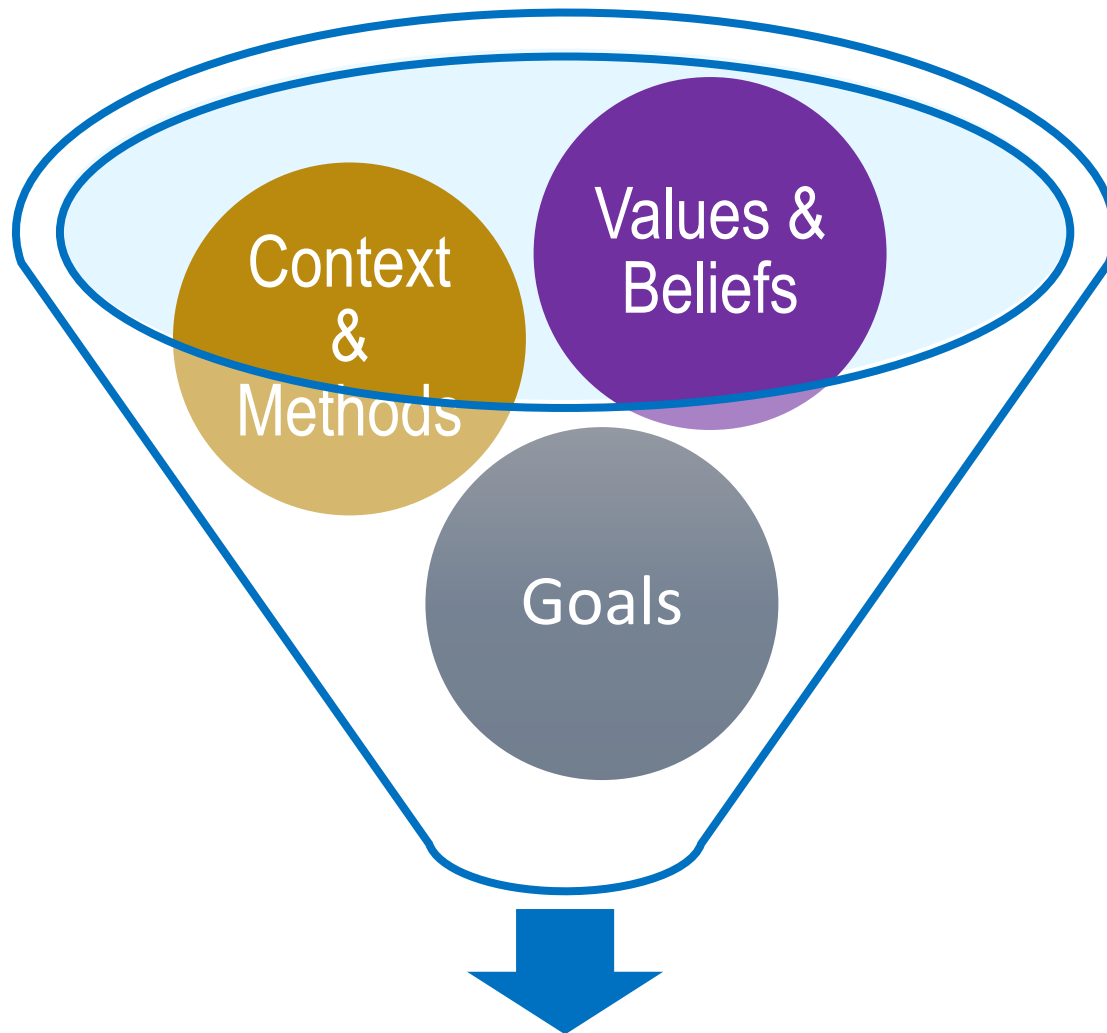 Values &
Beliefs
Context
&
Methods
Goals